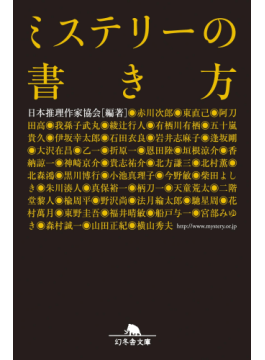 ミステリーの
書き方
日本推理作家協会[編著]◉赤川次郎◉東直己◉阿刀
田高◉我孫子武丸◉綾辻行人◉有栖川有栖◉五十嵐
貴久◉伊坂幸太郎◉石田衣良◉岩井志麻子◉逢坂剛
◉大沢在昌◉乙一◉折原一◉恩田陸◉垣根涼介◉香
納諒一◉神崎京介◉貴志祐介◉北方謙三◉北村薫◉
北森鴻◉黒川博行◉小池真理子◉今野敏◉柴田よし
き◉朱川湊人◉真保裕一◉柄刀一◉天童荒太◉二階
堂黎人◉楡周平◉野沢尚◉法月綸太郎◉馳星周◉花
村萬月◉東野圭吾◉福井晴敏◉船戸与一◉宮部みゆ
き◉森村誠一◉山田正紀◉横山秀夫 http://www.mystery.or.jp
幻冬舎文庫